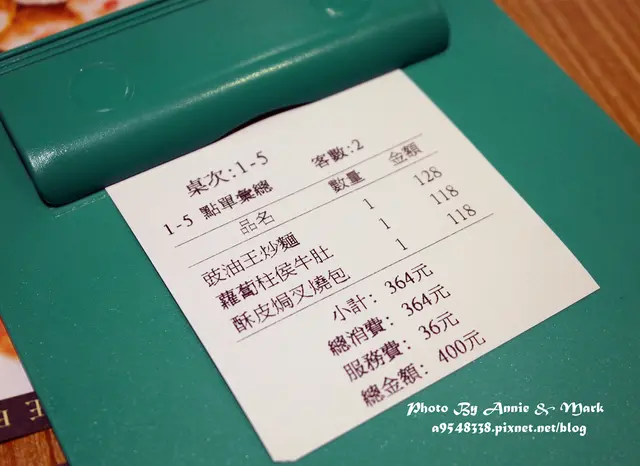 桌次:1-5 客數:2
1-5 點單彙總
品名 數量 金額
豉油王炒麵 1 128
蘿蔔柱侯牛肚 1 118
酥皮焗叉燒包 1 118
小計: 364元
總消費: 364元
服務費: 36元
總金額: 400元
Photo By Annie & Mark
a9548338.pixnet.net/blog